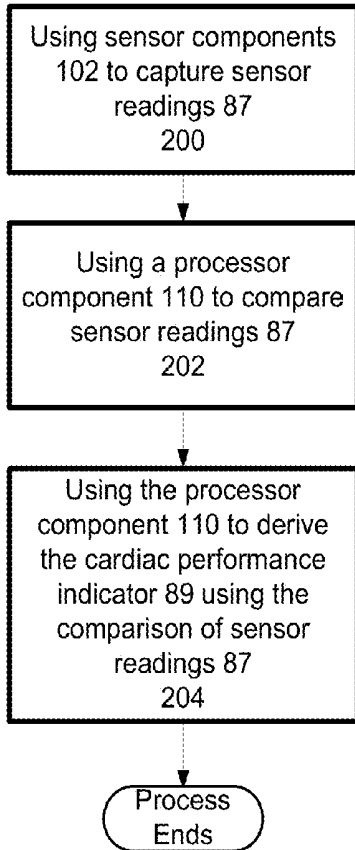 Using sensor components
102 to capture sensor
readings 87
200
Using a processor
component 110 to compare
sensor readings 87
202
Using the processor
component 110 to derive
the cardiac performance
indicator 89 using the
comparison of sensor
readings 87
204
Process
Ends